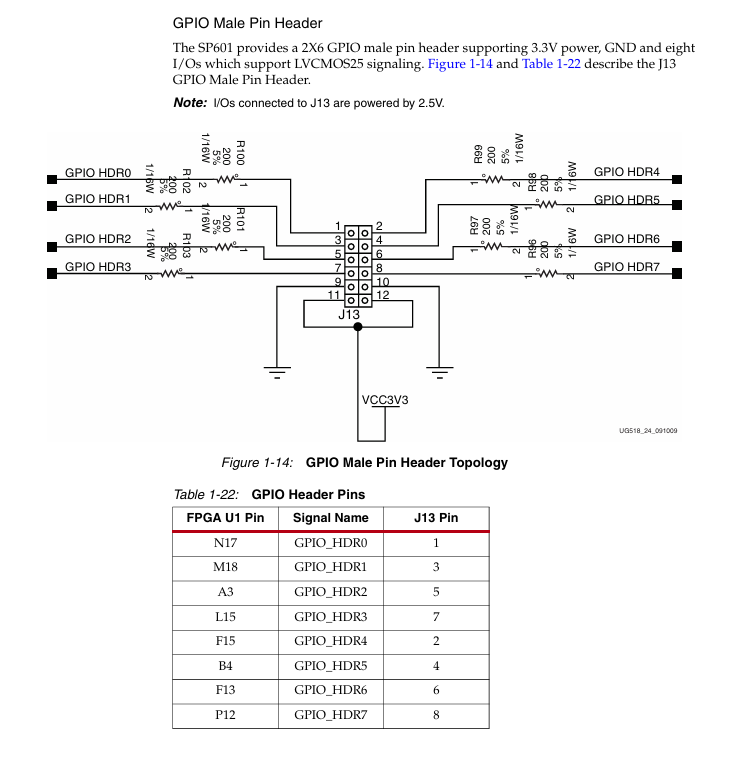 GPIO Male Pin Header
The SP601 provides a 2X6 GPIO male pin header supporting 3.3V power, GND and eight
I/Os which support LVCMOS25 signaling. Figure 1-14 and Table 1-22 describe the J13
GPIO Male Pin Header.
Note: I/Os connected to J13 are powered by 2.5V.
GPIO HDR0
GPIO HDR1
GPIO HDR2
GPIO HDR3
R100
200
5%
1/16W
2
1
R102
200
5%
1/16W
2
1
R101
200
5%
1/16W
2
1
R103
200
5%
1/16W
2
1
R99
200
5%
1/16W
1
2
R98
200
5%
1/16W
1
2
R97
200
5%
1/16W
1
2
R96
200
5%
1/16W
1
2
GPIO HDR4
GPIO HDR5
GPIO HDR6
GPIO HDR7
1 2
3 4
5 6
7 8
9 10
11 12
J13
VCC3V3
UG518_24_091009
Figure 1-14: GPIO Male Pin Header Topology
Table 1-22: GPIO Header Pins
FPGA U1 Pin Signal Name J13 Pin
N17 GPIO_HDR0 1
M18 GPIO_HDR1 3
A3 GPIO_HDR2 5
L15 GPIO_HDR3 7
F15 GPIO_HDR4 2
B4 GPIO_HDR5 4
F13 GPIO_HDR6 6
P12 GPIO_HDR7 8